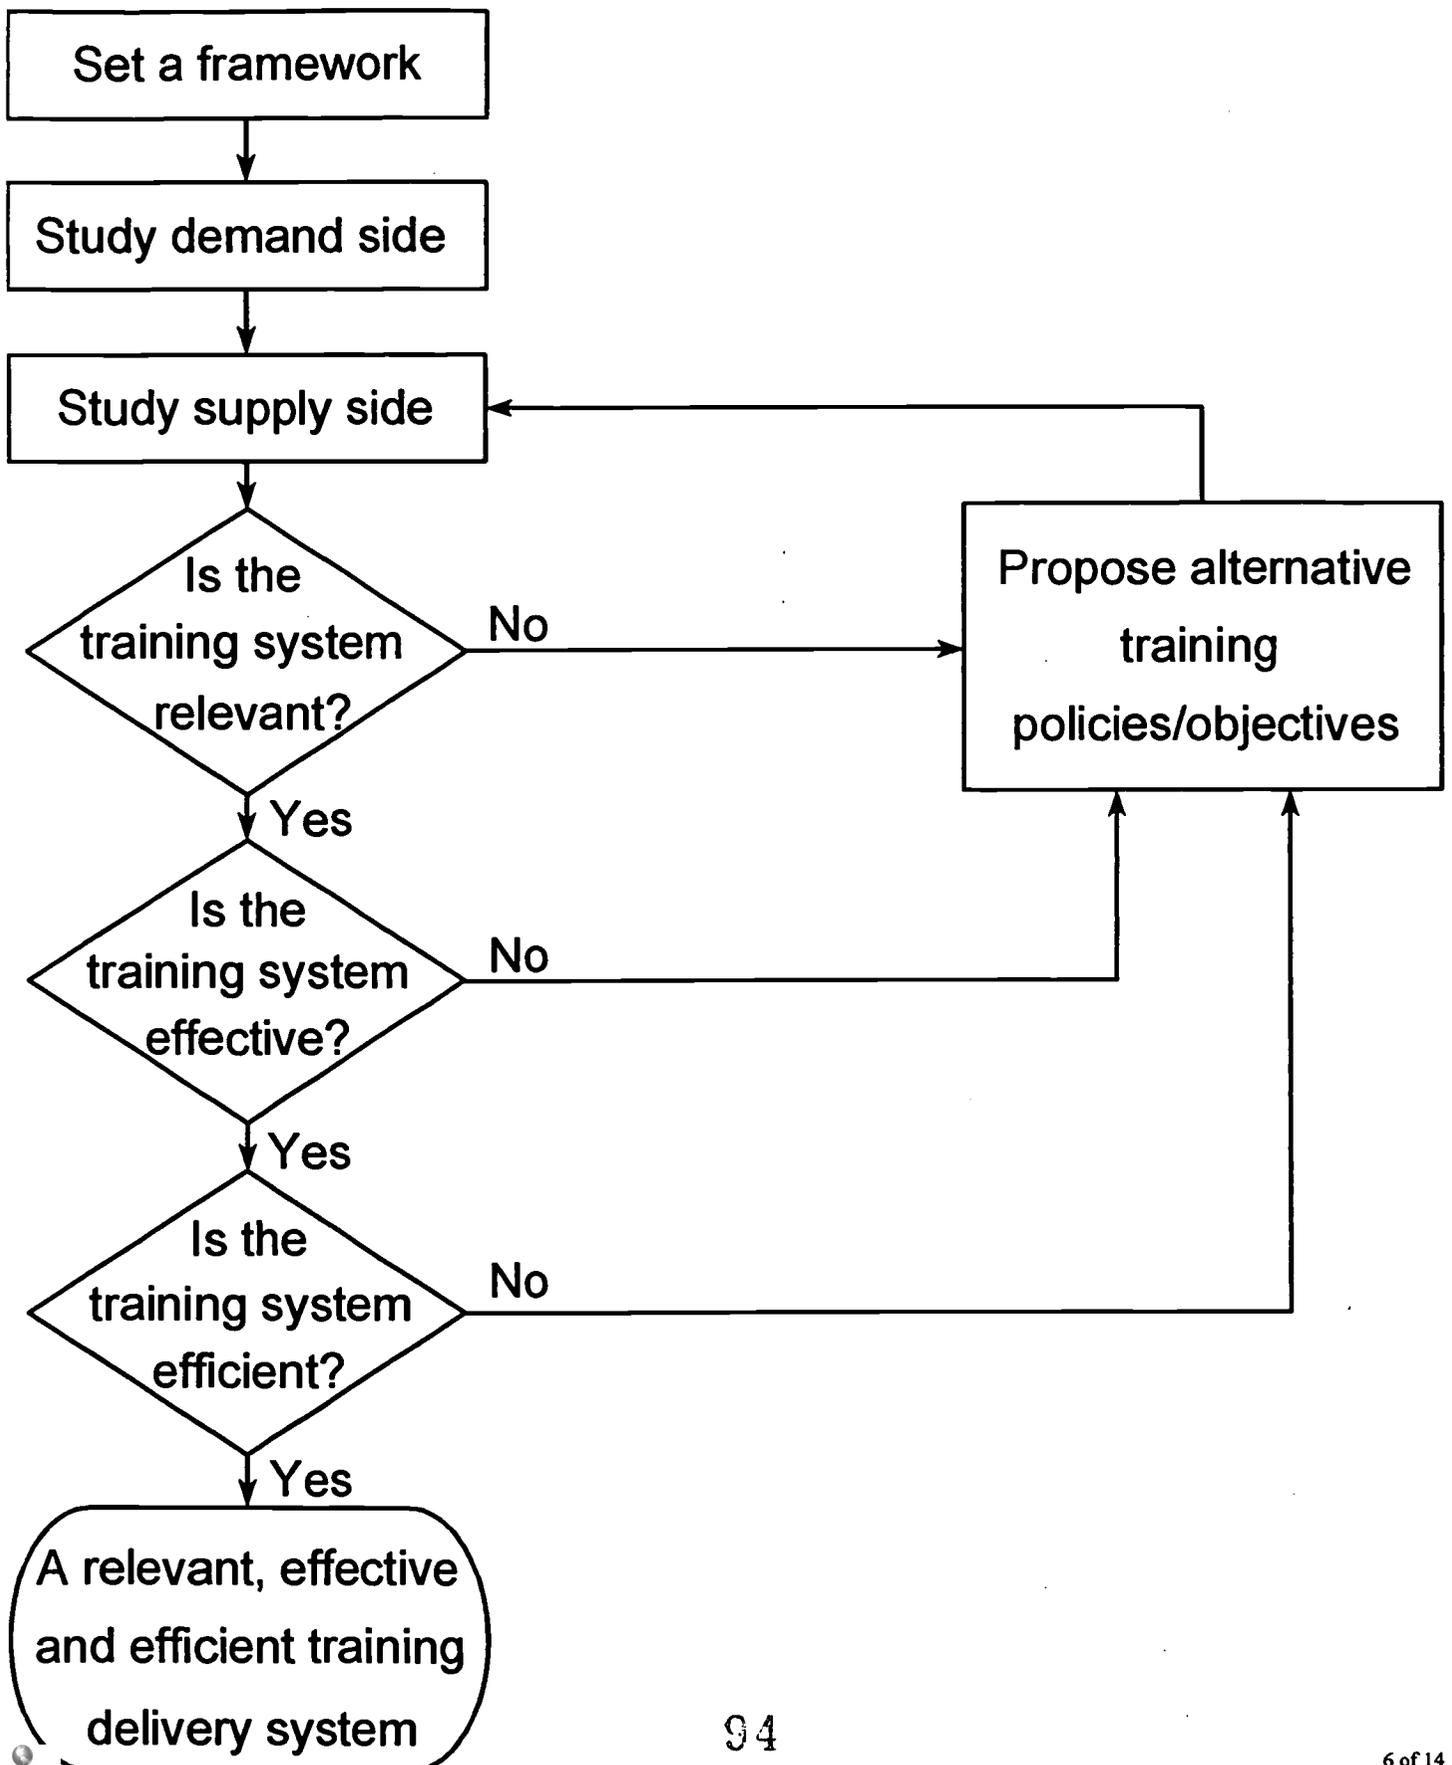 Set a framework
Study demand side
Study supply side
Is the
training system
relevant?
No
Propose alternative
training
policies/objectives
Yes
Is the
training system
effective?
No
Yes
Is the
training system
efficient?
No
Yes
A relevant, effective
and efficient training
delivery system
94
6 of 14